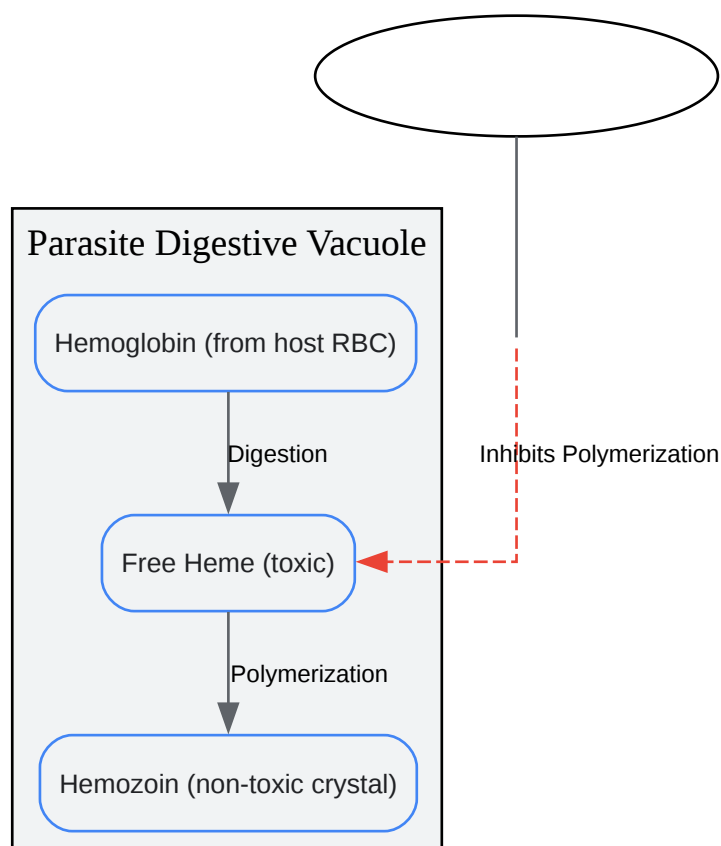 Parasite Digestive Vacuole
Hemoglobin (from host RBC)
Digestion
Inhibits Polymerization
Free Heme (toxic)
Polymerization
Hemozoin (non-toxic crystal)